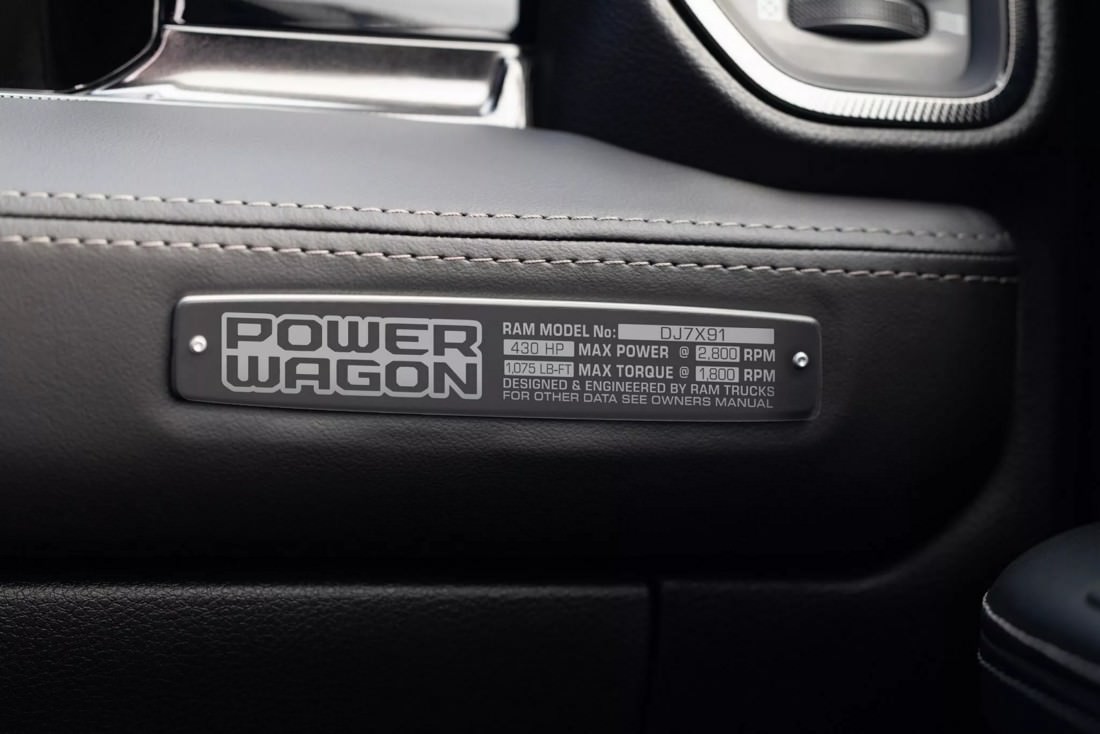 POWER
WAGON
RAM MODEL No: DJ7X91
430 HP MAX POWER @ 2,800 RPM
1,075 LB-FT MAX TORQUE @ 1,800 RPM
DESIGNED & ENGINEERED BY RAM TRUCKS
FOR OTHER DATA SEE OWNERS MANUAL